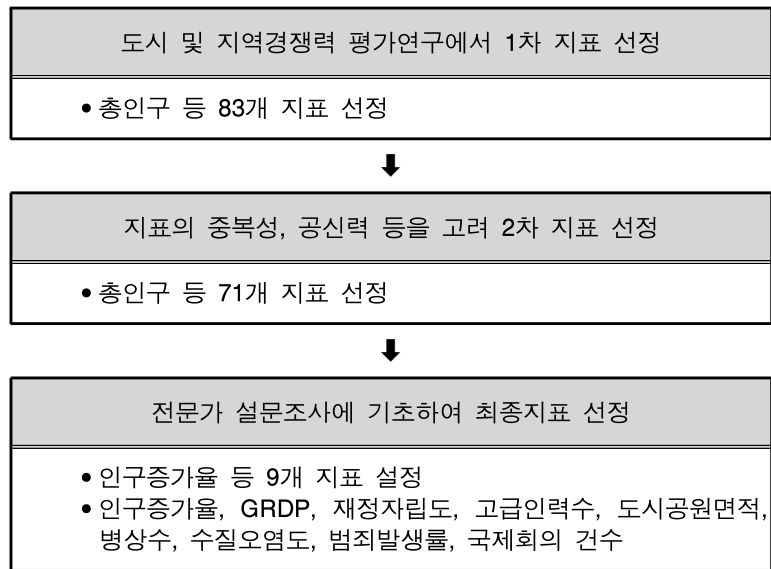 도시 및 지역경쟁력 평가연구에서 1차 지표 선정
• 총인구 등 83개 지표 선정
지표의 중복성, 공신력 등을 고려 2차 지표 선정
• 총인구 등 71개 지표 선정
전문가 설문조사에 기초하여 최종지표 선정
• 인구증가율 등 9개 지표 설정
• 인구증가율, GRDP, 재정자립도, 고급인력수, 도시공원면적,
병상수, 수질오염도, 범죄발생률, 국제회의 건수